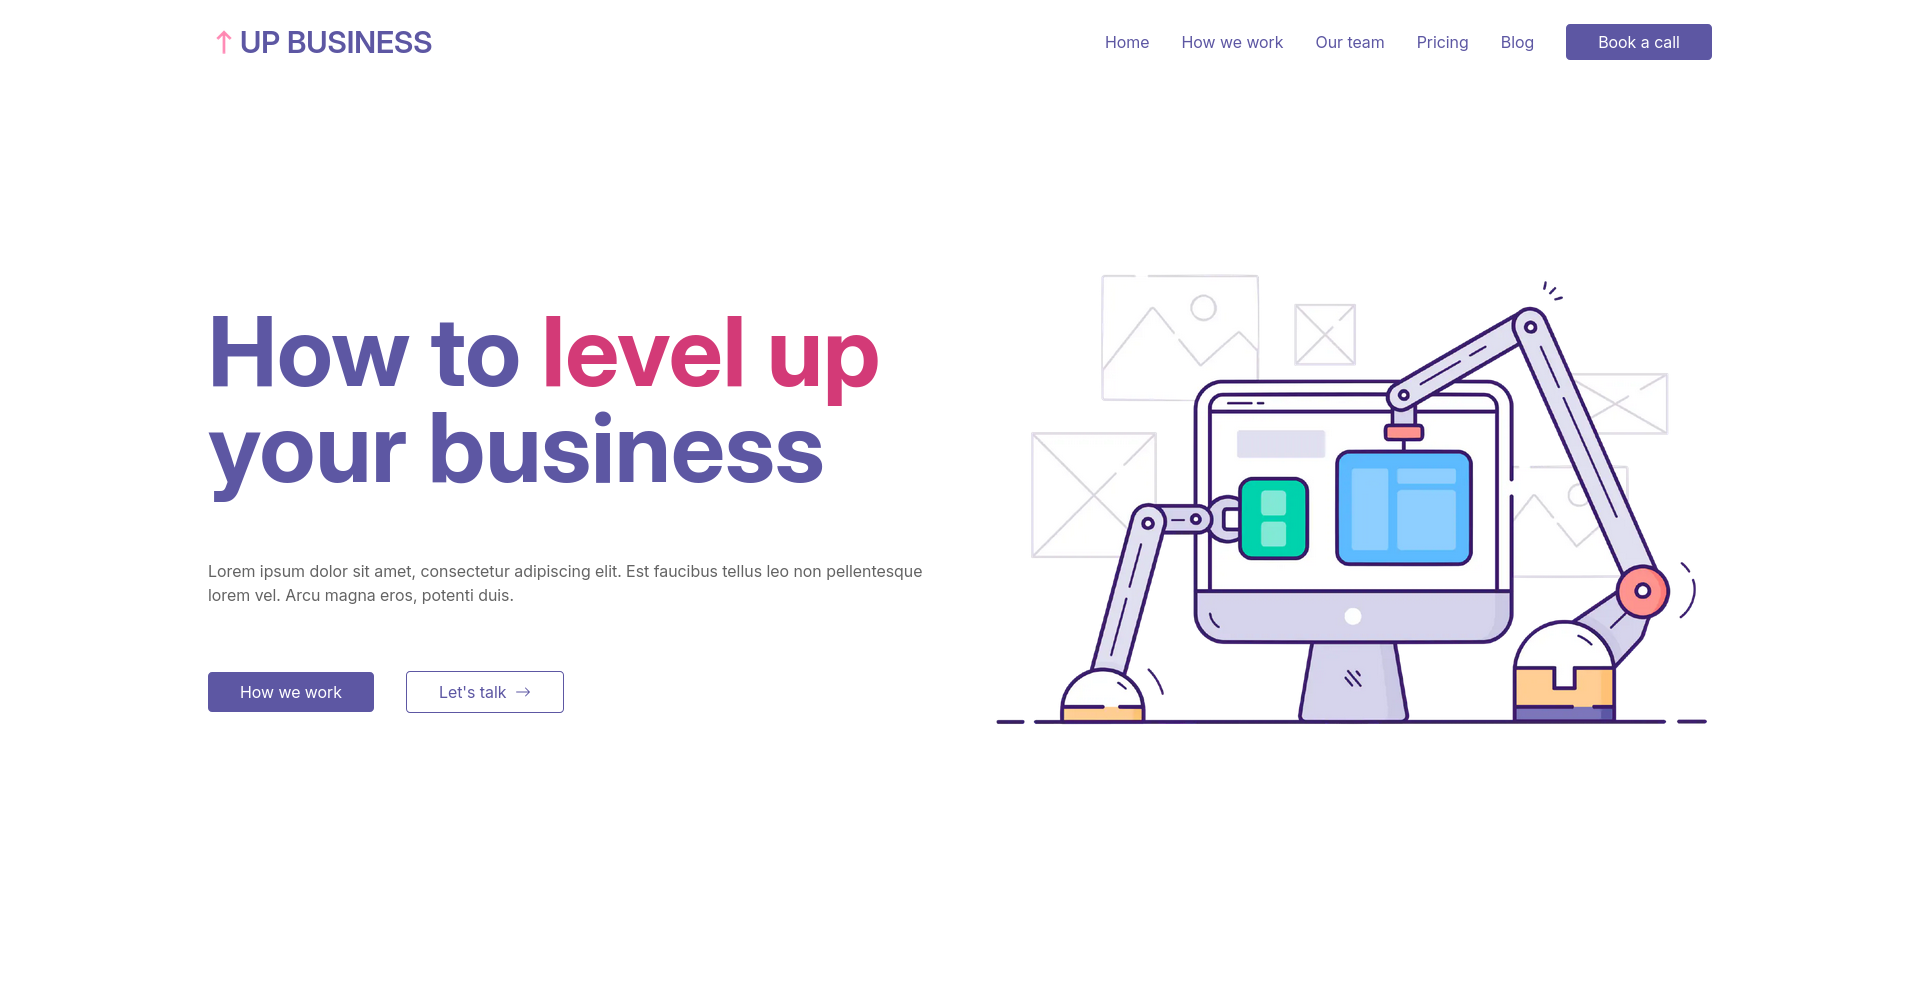 ↑ UP BUSINESS
Home
How we work
Our team
Pricing
Blog
Book a call
How to level up
your business
Lorem ipsum dolor sit amet, consectetur adipiscing elit. Est faucibus tellus leo non pellentesque
lorem vel. Arcu magna eros, potenti duis.
How we work
Let's talk →